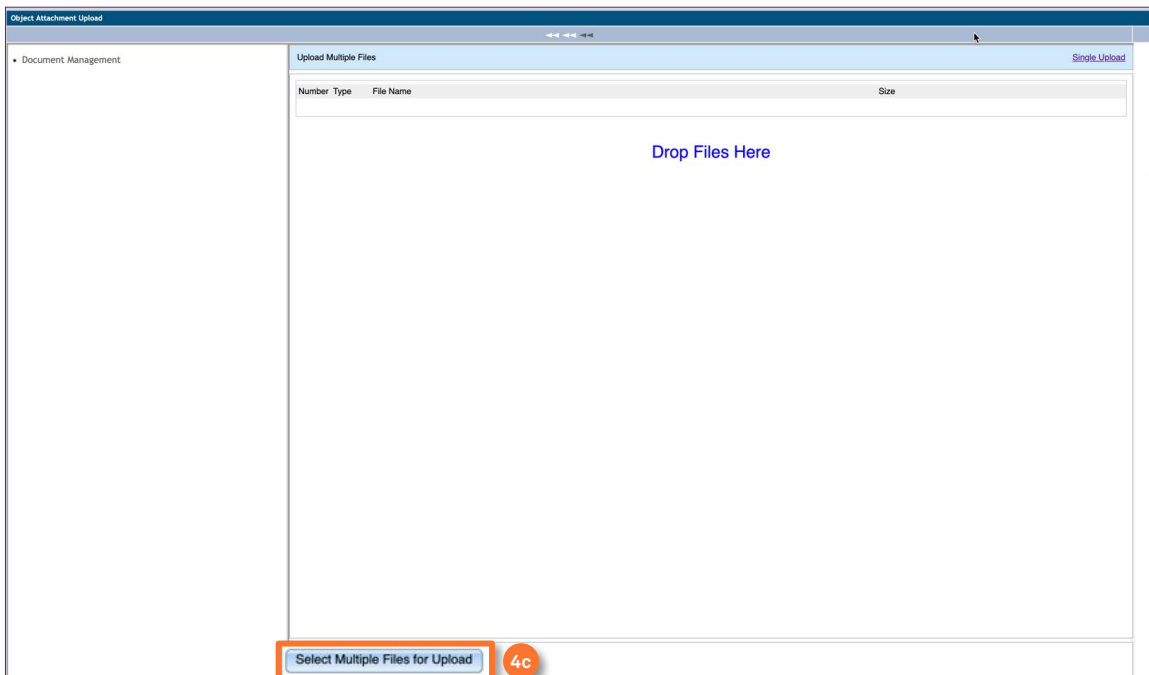 Object Attachment Upload
• Document Management
Upload Multiple Files Single Upload
Number Type File Name Size
Drop Files Here
Select Multiple Files for Upload 4c